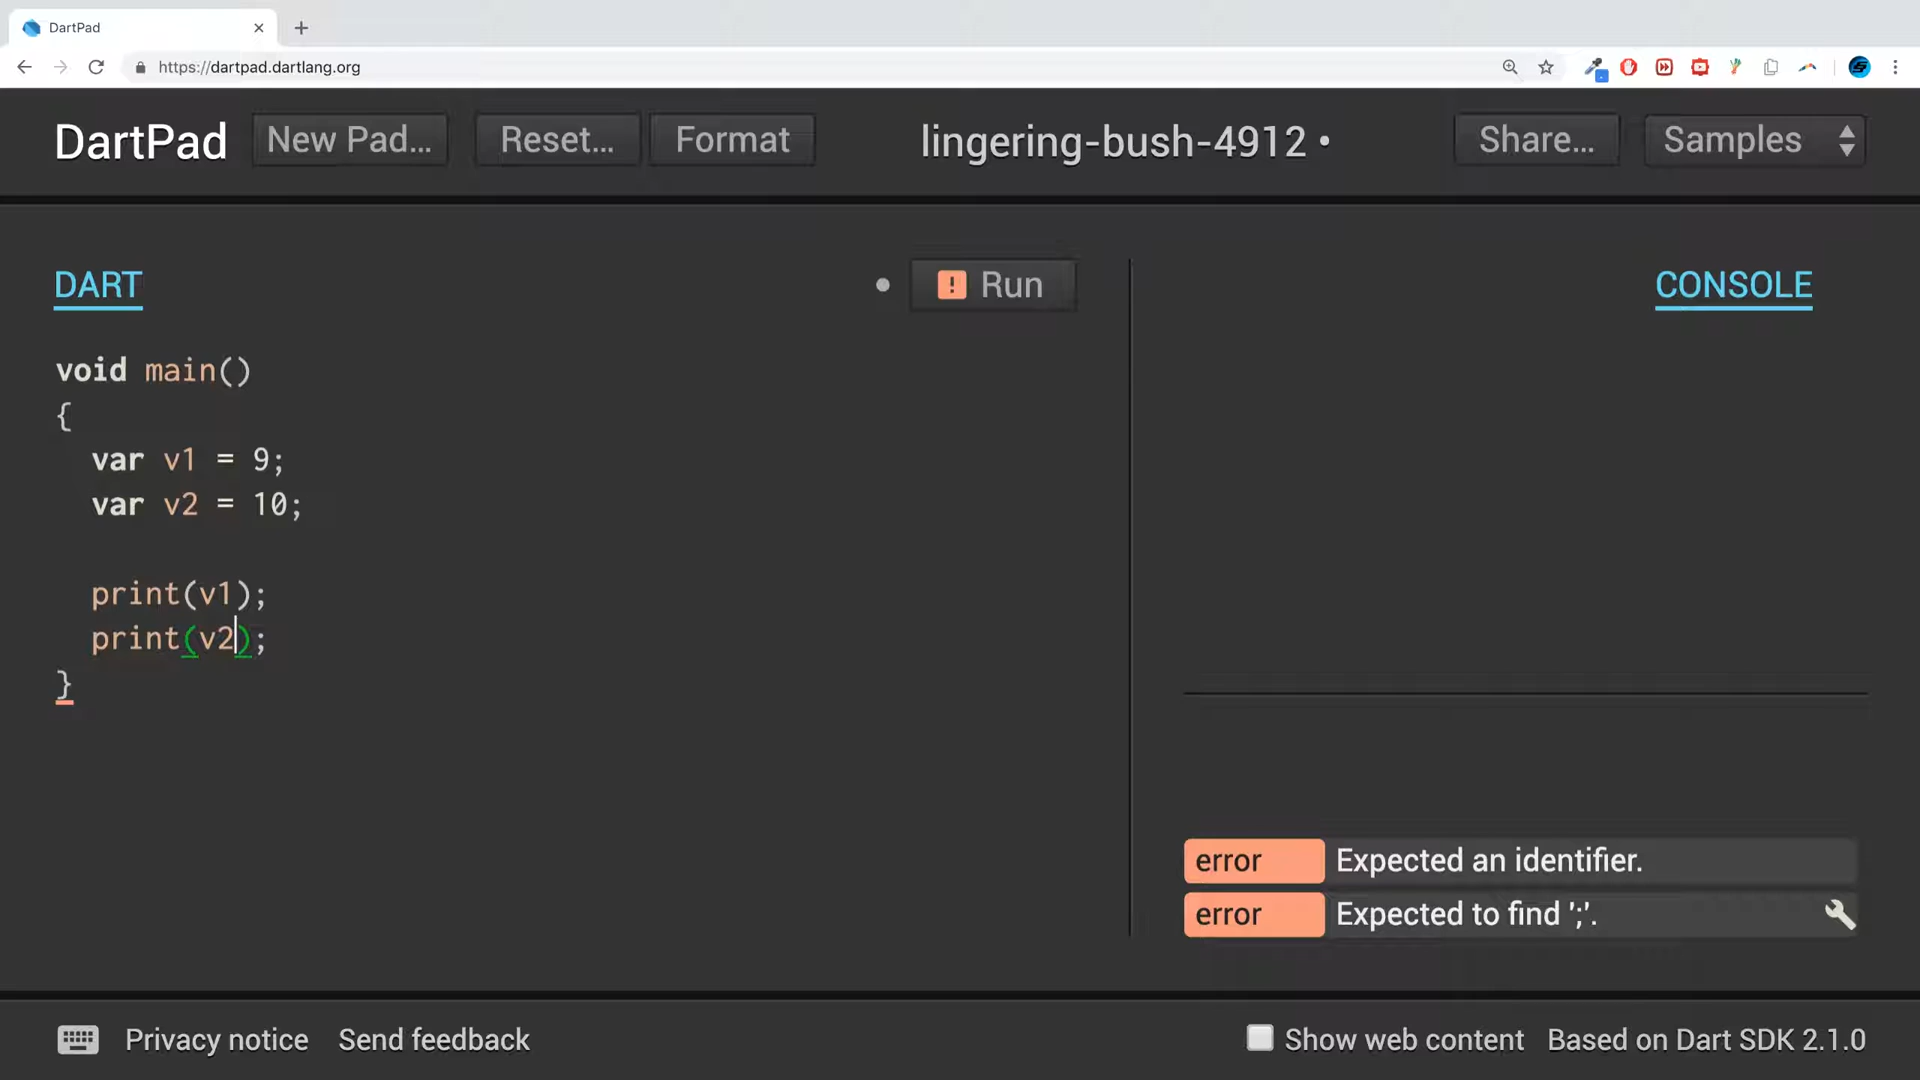 DartPad
https://dartpad.dartlang.org
DartPad New Pad... Reset... Format lingering-bush-4912 • Share... Samples
DART ! Run CONSOLE
void main()
{
var v1 = 9;
var v2 = 10;
print(v1);
print(v2);
}
error Expected an identifier.
error Expected to find ';'.
Privacy notice Send feedback Show web content Based on Dart SDK 2.1.0